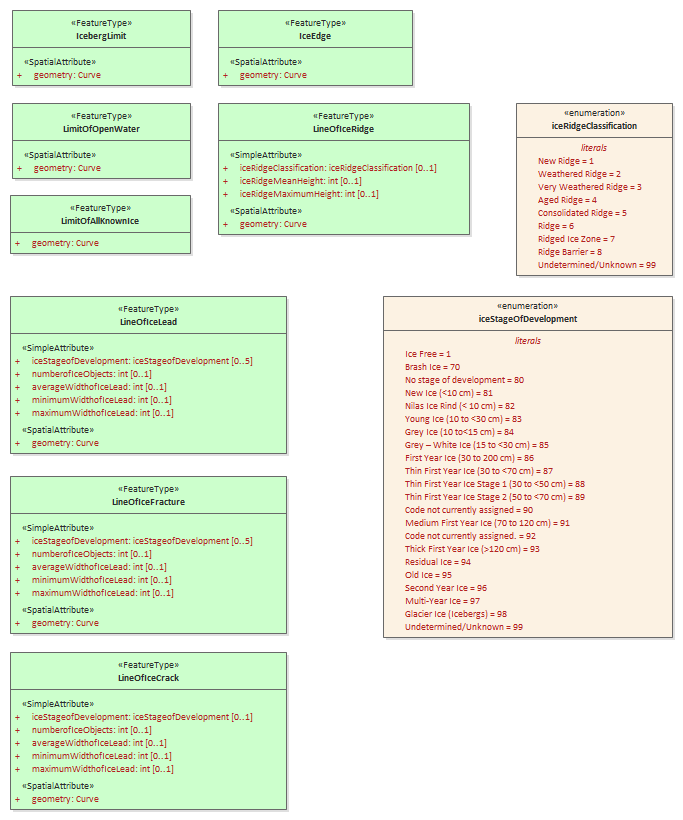 «FeatureType»
IcebergLimit
«SpatialAttribute»
+ geometry: Curve
«FeatureType»
IceEdge
«SpatialAttribute»
+ geometry: Curve
«FeatureType»
LimitOfOpenWater
«SpatialAttribute»
+ geometry: Curve
«FeatureType»
LineOfIceRidge
«SimpleAttribute»
+ iceRidgeClassification: iceRidgeClassification [0..1]
+ iceRidgeMeanHeight: int [0..1]
+ iceRidgeMaximumHeight: int [0..1]
«SpatialAttribute»
+ geometry: Curve
«enumeration»
iceRidgeClassification
literals
New Ridge = 1
Weathered Ridge = 2
Very Weathered Ridge = 3
Aged Ridge = 4
Consolidated Ridge = 5
Ridge = 6
Ridged Ice Zone = 7
Ridge Barrier = 8
Undetermined/Unknown = 99
«FeatureType»
LimitOfAllKnownIce
+ geometry: Curve
«FeatureType»
LineOfIceLead
«SimpleAttribute»
+ iceStageofDevelopment: iceStageofDevelopment [0..5]
+ numberofIceObjects: int [0..1]
+ averageWidthofIceLead: int [0..1]
+ minimumWidthofIceLead: int [0..1]
+ maximumWidthofIceLead: int [0..1]
«SpatialAttribute»
+ geometry: Curve
«enumeration»
iceStageOfDevelopment
literals
Ice Free = 1
Brash Ice = 70
No stage of development = 80
New Ice (<10 cm) = 81
Nilas Ice Rind (< 10 cm) = 82
Young Ice (10 to <30 cm) = 83
Grey Ice (10 to<15 cm) = 84
Grey – White Ice (15 to <30 cm) = 85
First Year Ice (30 to 200 cm) = 86
Thin First Year Ice (30 to <70 cm) = 87
Thin First Year Ice Stage 1 (30 to <50 cm) = 88
Thin First Year Ice Stage 2 (50 to <70 cm) = 89
Code not currently assigned = 90
Medium First Year Ice (70 to 120 cm) = 91
Code not currently assigned. = 92
Thick First Year Ice (>120 cm) = 93
Residual Ice = 94
Old Ice = 95
Second Year Ice = 96
Multi-Year Ice = 97
Glacier Ice (Icebergs) = 98
Undetermined/Unknown = 99
«FeatureType»
LineOfIceFracture
«SimpleAttribute»
+ iceStageofDevelopment: iceStageofDevelopment [0..5]
+ numberofIceObjects: int [0..1]
+ averageWidthofIceLead: int [0..1]
+ minimumWidthofIceLead: int [0..1]
+ maximumWidthofIceLead: int [0..1]
«SpatialAttribute»
+ geometry: Curve
«FeatureType»
LineOfIceCrack
«SimpleAttribute»
+ iceStageofDevelopment: iceStageofDevelopment [0..1]
+ numberofIceObjects: int [0..1]
+ averageWidthofIceLead: int [0..1]
+ minimumWidthofIceLead: int [0..1]
+ maximumWidthofIceLead: int [0..1]
«SpatialAttribute»
+ geometry: Curve